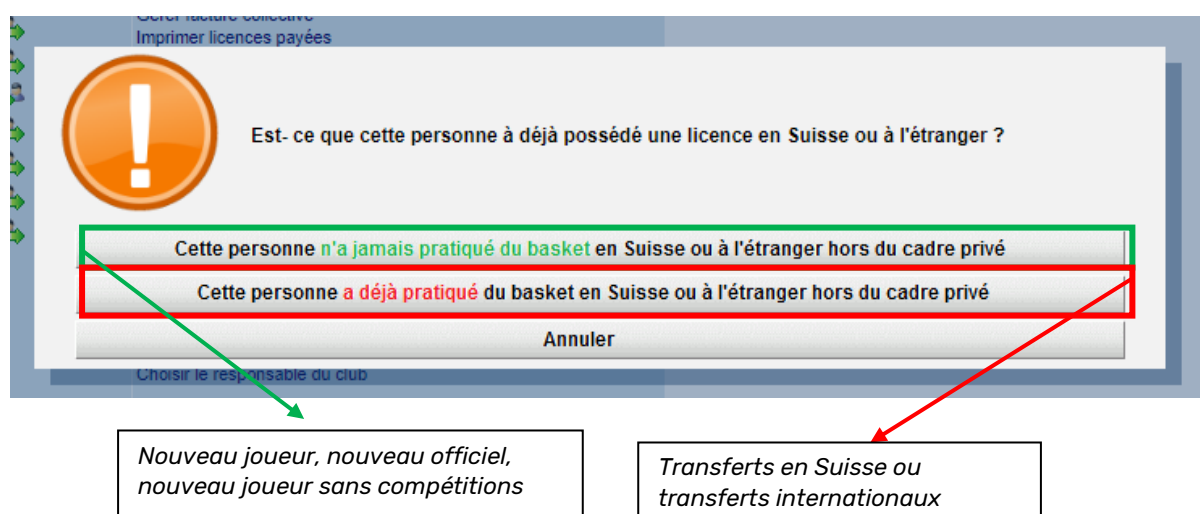 Gérer facture collective
Imprimer licences payées
Est- ce que cette personne à déjà possédé une licence en Suisse ou à l'étranger ?
Cette personne n'a jamais pratiqué du basket en Suisse ou à l'étranger hors du cadre privé
Cette personne a déjà pratiqué du basket en Suisse ou à l'étranger hors du cadre privé
Annuler
Choisir le responsable du club
Nouveau joueur, nouveau officiel,
nouveau joueur sans compétitions
Transferts en Suisse ou
transferts internationaux